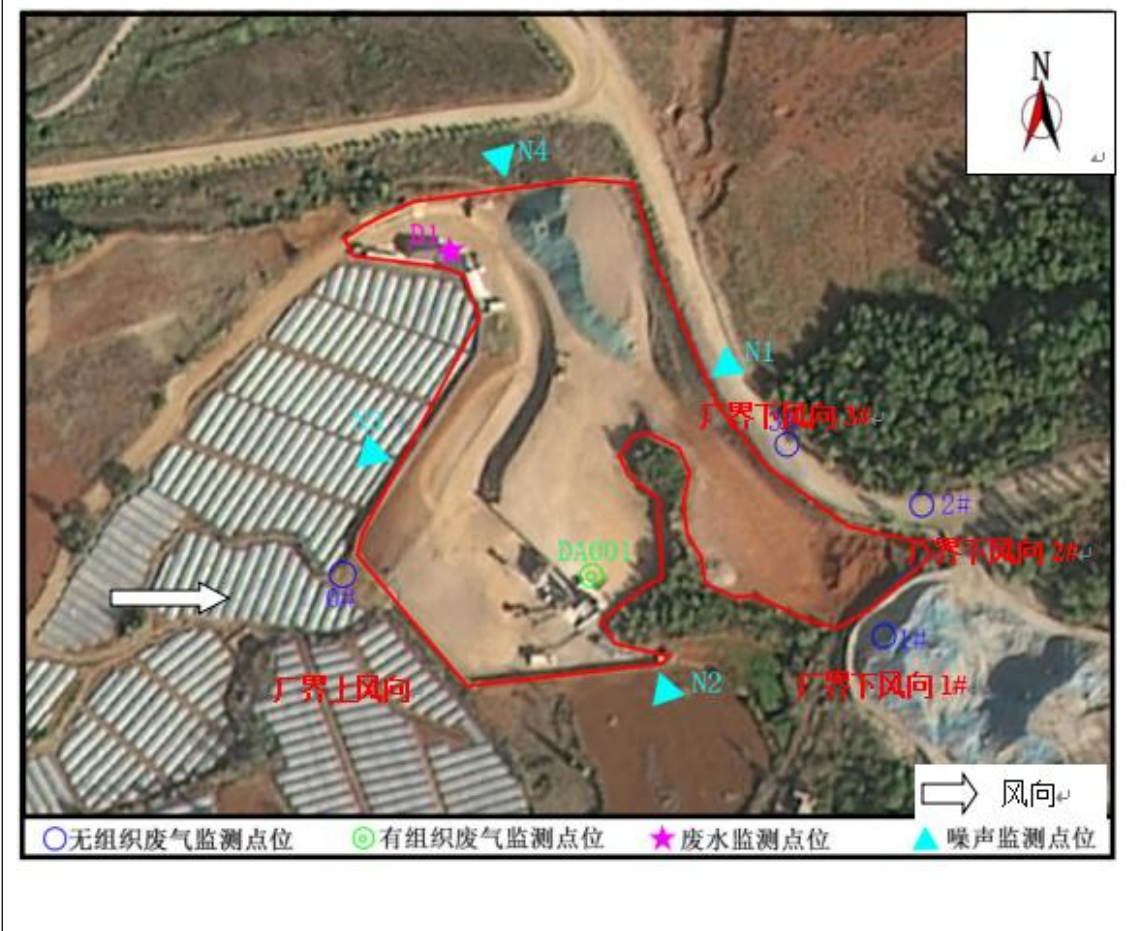 N
N4
D1
N1
厂界下风向 3#
3#
N3
2#
厂界下风向 2#
DA001
0#
1#
厂界上风向
N2
厂界下风向 1#
风向
无组织废气监测点位
有组织废气监测点位
废水监测点位
噪声监测点位